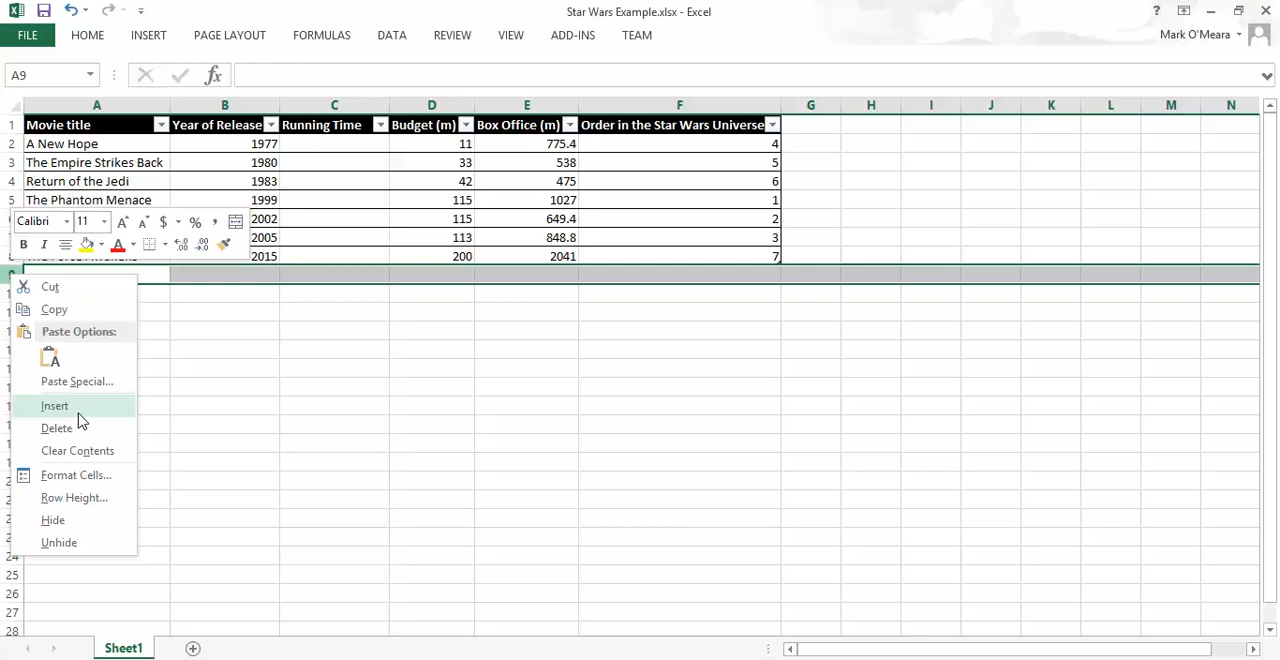 Star Wars Example.xlsx - Excel
?
FILE HOME INSERT PAGE LAYOUT FORMULAS DATA REVIEW VIEW ADD-INS TEAM
Mark O'Meara
A9
fx
A B C D E F G H I J K L M N
1 Movie title Year of Release Running Time Budget (m) Box Office (m) Order in the Star Wars Universe
2 A New Hope 1977 11 775.4 4
3 The Empire Strikes Back 1980 33 538 5
4 Return of the Jedi 1983 42 475 6
5 The Phantom Menace 1999 115 1027 1
Calibri 11 A A $ % ,
2002 115 649.4 2
B I A .00 .00
2005 113 848.8 3
2015 200 2041 7
Cut
Copy
Paste Options:
A
Paste Special...
Insert
Delete
Clear Contents
Format Cells...
Row Height...
Hide
Unhide
25
26
27
28
Sheet1